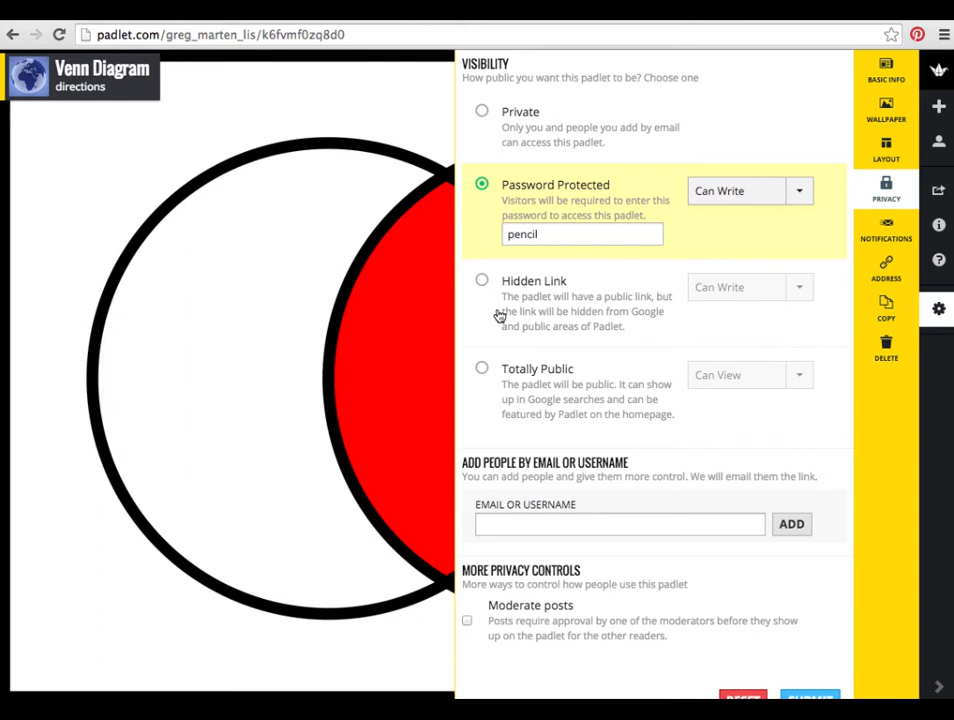 padlet.com/greg_marten_lis/k6fvmf0zq8d0
Venn Diagram
directions
VISIBILITY
How public you want this padlet to be? Choose one
Private
Only you and people you add by email
can access this padlet.
Password Protected
Can Write
Visitors will be required to enter this
password to access this padlet.
pencil
Hidden Link
Can Write
The padlet will have a public link, but
the link will be hidden from Google
and public areas of Padlet.
Totally Public
Can View
The padlet will be public. It can show
up in Google searches and can be
featured by Padlet on the homepage.
ADD PEOPLE BY EMAIL OR USERNAME
You can add people and give them more control. We will email them the link.
EMAIL OR USERNAME
ADD
MORE PRIVACY CONTROLS
More ways to control how people use this padlet
Moderate posts
Posts require approval by one of the moderators before they show
up on the padlet for the other readers.
RESET
SUBMIT
BASIC INFO
WALLPAPER
LAYOUT
PRIVACY
NOTIFICATIONS
ADDRESS
COPY
DELETE